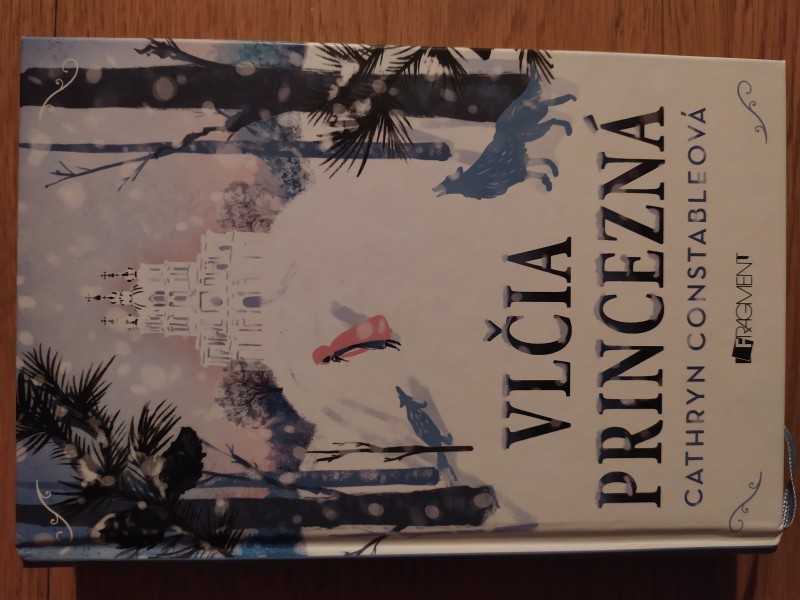 VLČIA
PRINCEZNÁ
CATHRYN CONSTABLEOVÁ
FRAGMENT